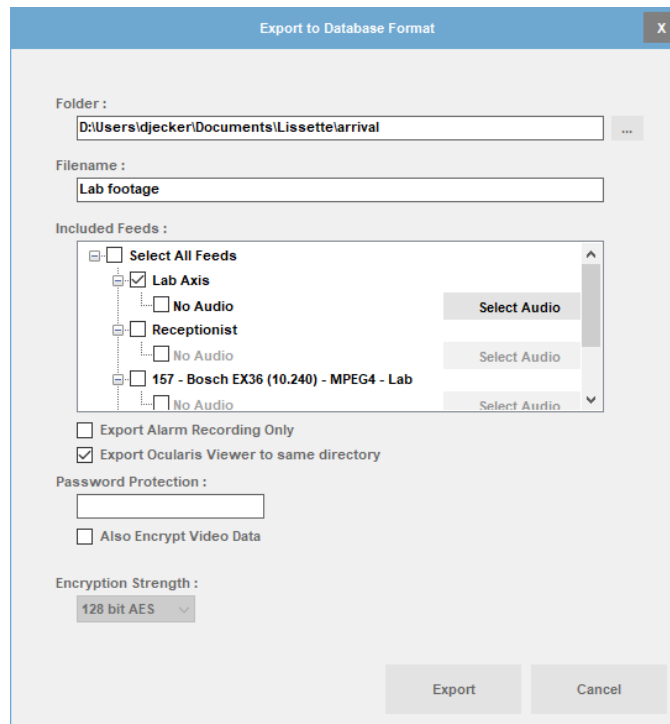 Export to Database Format
X
Folder :
D:\Users\djecker\Documents\Lissette\arrival
...
Filename :
Lab footage
Included Feeds :
Select All Feeds
Lab Axis
No Audio Select Audio
Receptionist
No Audio Select Audio
157 - Bosch EX36 (10.240) - MPEG4 - Lab
No Audio Select Audio
Export Alarm Recording Only
Export Ocularis Viewer to same directory
Password Protection :
Also Encrypt Video Data
Encryption Strength :
128 bit AES
Export Cancel